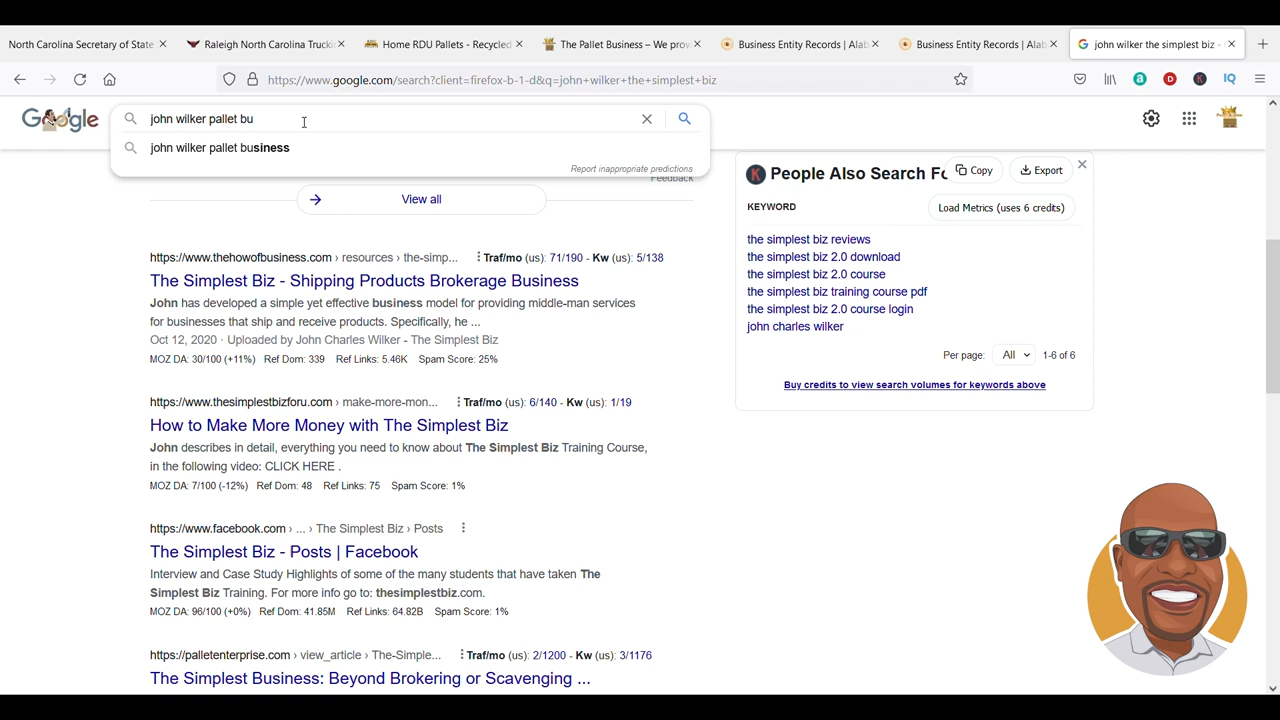 North Carolina Secretary of State
Raleigh North Carolina Trucki
Home RDU Pallets - Recycled
The Pallet Business – We prov
Business Entity Records | Alab
Business Entity Records | Alab
john wilker the simplest biz -
https://www.google.com/search?client=firefox-b-1-d&q=john+wilker+the+simplest+biz
Google
john wilker pallet bu
john wilker pallet business
Report inappropriate predictions
Feedback
View all
https://www.thehowofbusiness.com › resources › the-simp... Traf/mo (us): 71/190 - Kw (us): 5/138
The Simplest Biz - Shipping Products Brokerage Business
John has developed a simple yet effective business model for providing middle-man services
for businesses that ship and receive products. Specifically, he ...
Oct 12, 2020 · Uploaded by John Charles Wilker - The Simplest Biz
MOZ DA: 30/100 (+11%) Ref Dom: 339 Ref Links: 5.46K Spam Score: 25%
https://www.thesimplestbizforu.com › make-more-mon... Traf/mo (us): 6/140 - Kw (us): 1/19
How to Make More Money with The Simplest Biz
John describes in detail, everything you need to know about The Simplest Biz Training Course,
in the following video: CLICK HERE .
MOZ DA: 7/100 (-12%) Ref Dom: 48 Ref Links: 75 Spam Score: 1%
https://www.facebook.com › ... › The Simplest Biz › Posts
The Simplest Biz - Posts | Facebook
Interview and Case Study Highlights of some of the many students that have taken The
Simplest Biz Training. For more info go to: thesimplestbiz.com.
MOZ DA: 96/100 (+0%) Ref Dom: 41.85M Ref Links: 64.82B Spam Score: 1%
https://palletenterprise.com › view_article › The-Simple... Traf/mo (us): 2/1200 - Kw (us): 3/1176
The Simplest Business: Beyond Brokering or Scavenging ...
K People Also Search Fo
Copy
Export
KEYWORD
Load Metrics (uses 6 credits)
the simplest biz reviews
the simplest biz 2.0 download
the simplest biz 2.0 course
the simplest biz training course pdf
the simplest biz 2.0 course login
john charles wilker
Per page: All 1-6 of 6
Buy credits to view search volumes for keywords above